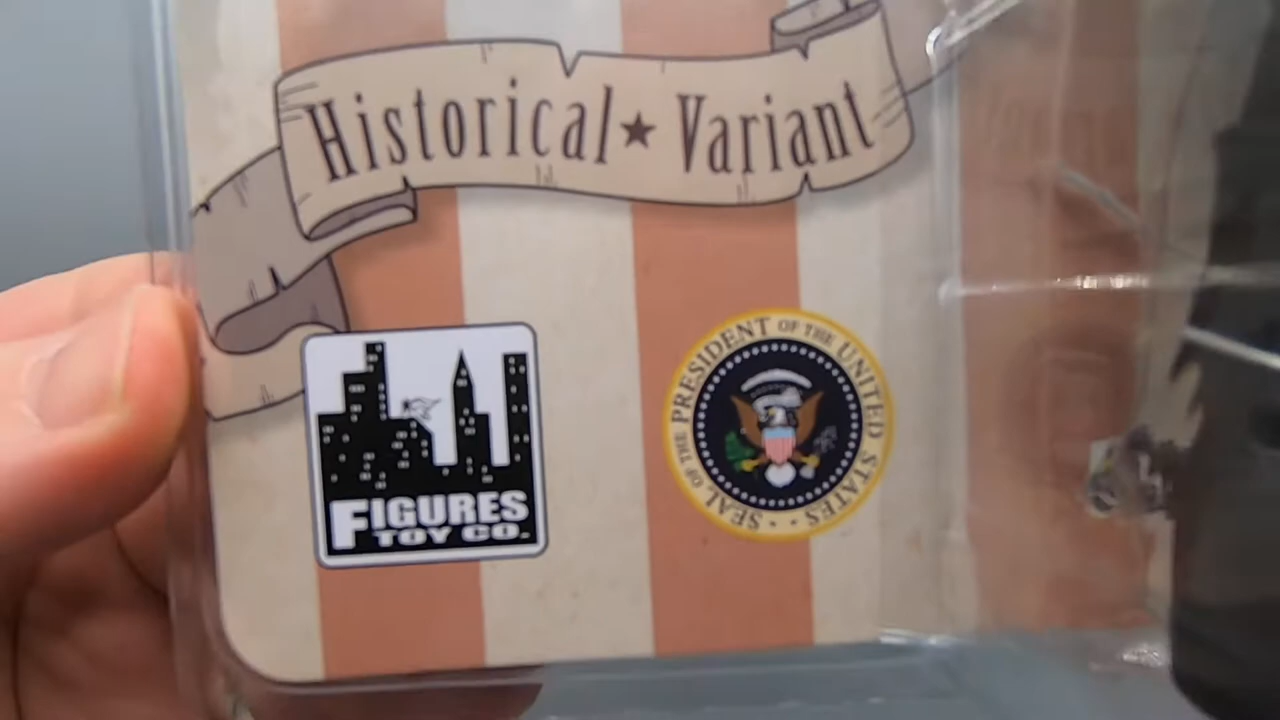 Historical★Variant
FIGURES
TOY CO.
SEAL OF THE PRESIDENT OF THE UNITED STATES